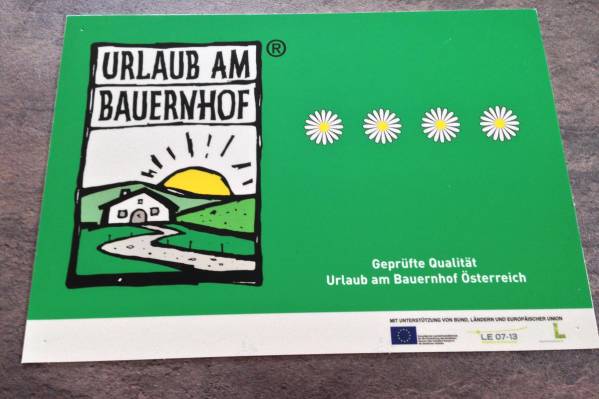 URLAUB AM
BAUERNHOF
®
Geprüfte Qualität
Urlaub am Bauernhof Österreich
MIT UNTERSTÜTZUNG VON BUND, LÄNDERN UND EUROPÄISCHER UNION
LE 07-13